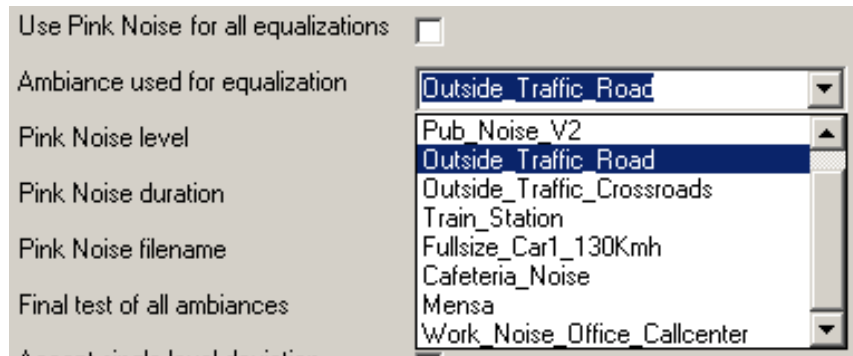 Use Pink Noise for all equalizations
Ambiance used for equalization
Outside_Traffic_Road
Pink Noise level
Pub_Noise_V2
Outside_Traffic_Road
Pink Noise duration
Outside_Traffic_Crossroads
Train_Station
Pink Noise filename
Fullsize_Car1_130Kmh
Cafeteria_Noise
Final test of all ambiances
Mensa
Work_Noise_Office_Callcenter